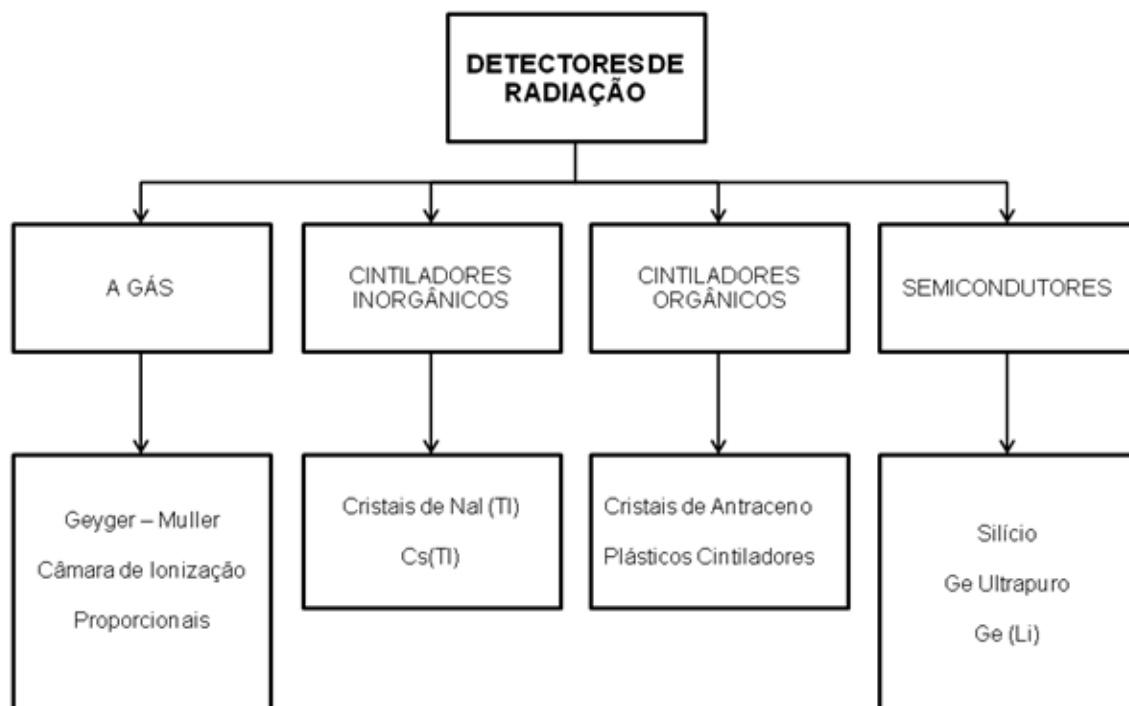 DETECTORES DE
RADIAÇÃO
A GÁS
CINTILADORES
INORGÂNICOS
CINTILADORES
ORGÂNICOS
SEMICONDUTORES
Geyger – Muller
Câmara de Ionização
Proporcionais
Cristais de NaI (Tl)
Cs(Tl)
Cristais de Antraceno
Plásticos Cintiladores
Silício
Ge Ultrapuro
Ge (Li)